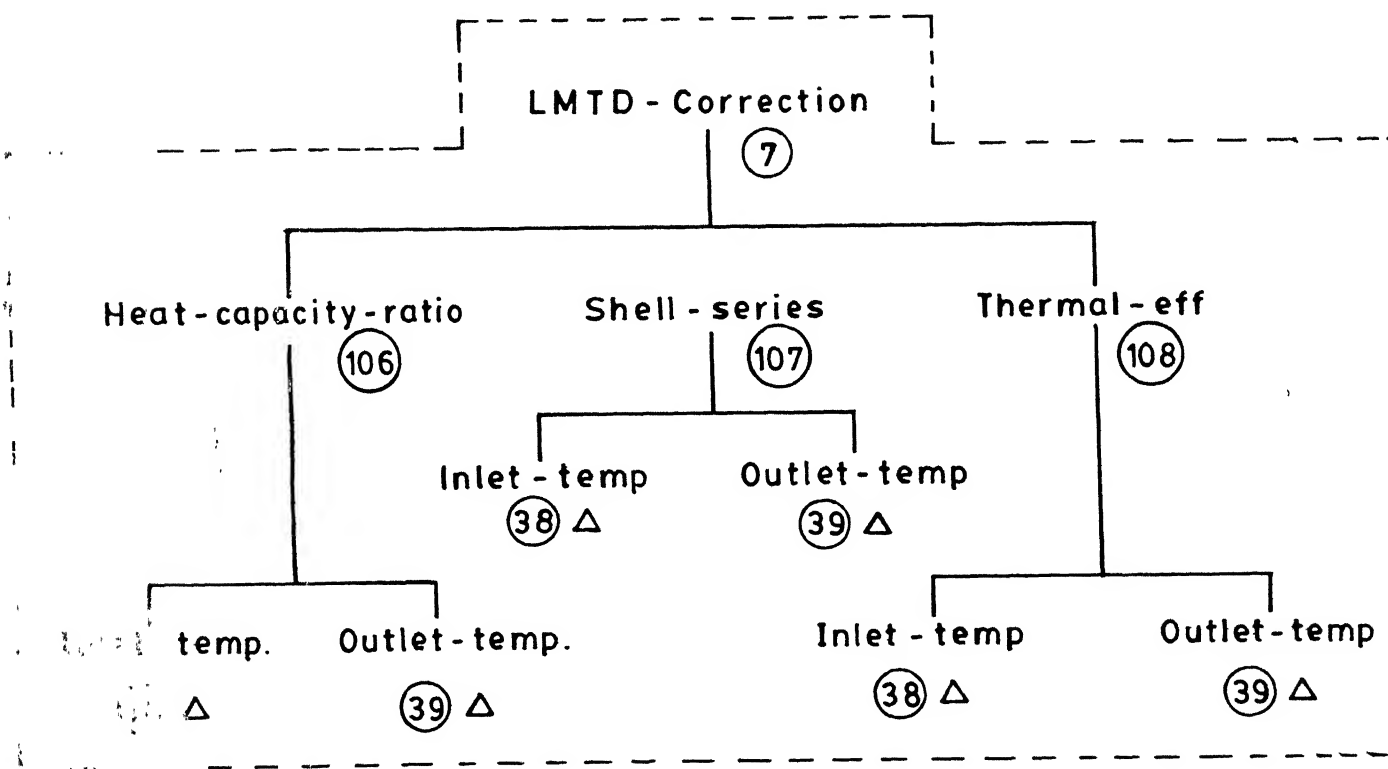 LMTD - Correction
7
Heat - capacity - ratio Shell - series Thermal - eff
106 107 108
Inlet - temp Outlet - temp
38 Δ 39 Δ
temp. Outlet - temp. Inlet - temp Outlet - temp
Δ 39 Δ 38 Δ 39 Δ